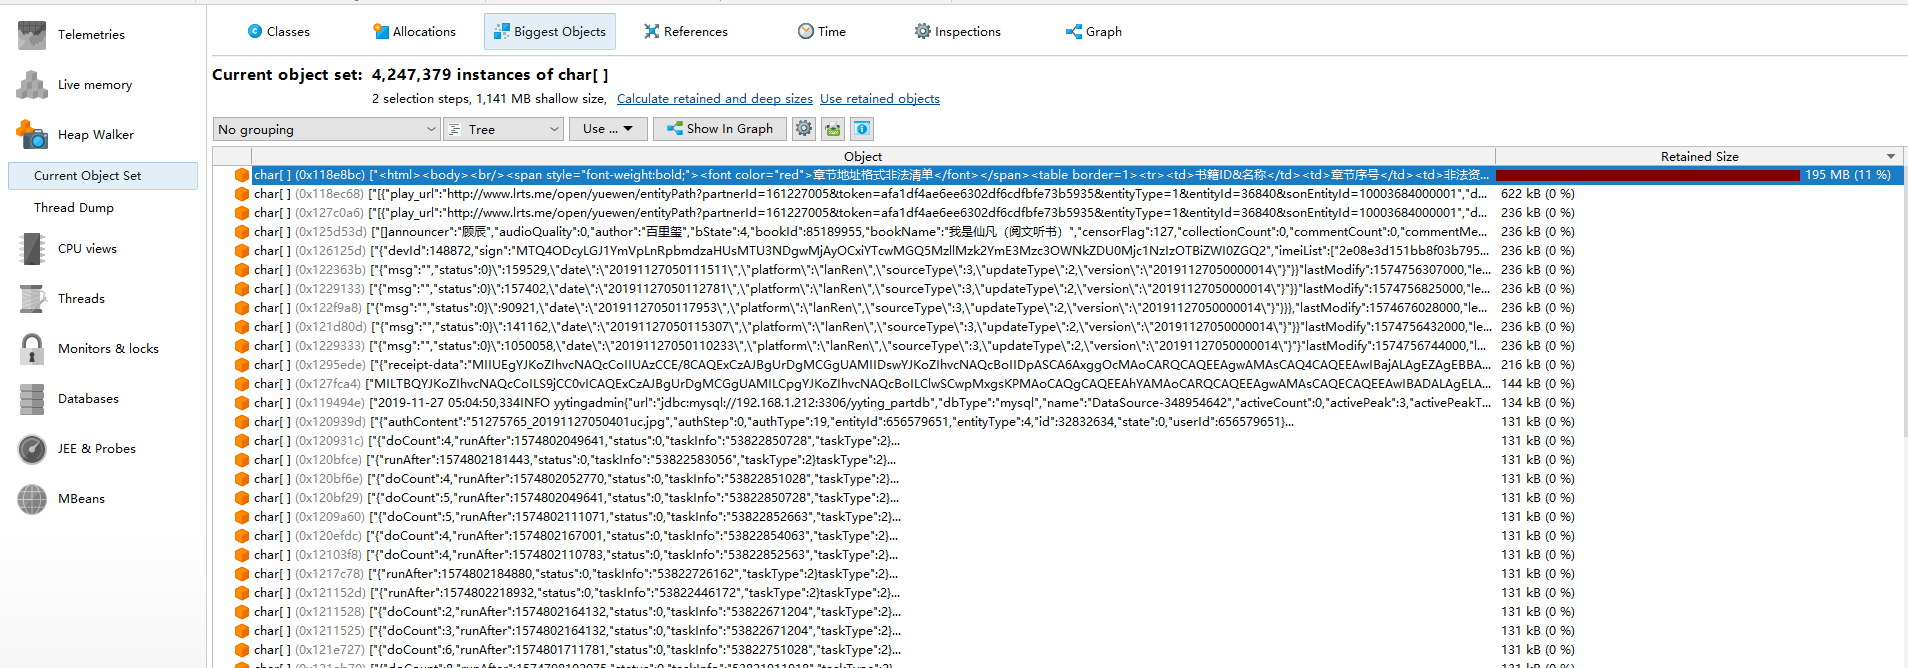 Telemetries
Live memory
Heap Walker
Current Object Set
Thread Dump
CPU views
Threads
Monitors & locks
Databases
JEE & Probes
MBeans
Classes Allocations Biggest Objects References Time Inspections Graph
Current object set: 4,247,379 instances of char[ ]
2 selection steps, 1,141 MB shallow size, Calculate retained and deep sizes Use retained objects
No grouping Tree Use ... Show In Graph
Object Retained Size
char[ ] (0x118e8bc) ["<html><body><br/><span style="font-weight:bold;"><font color="red">章节地址格式非法清单</font></span><table border=1><tr><td>书籍ID&名称</td><td>章节序号</td><td>非法资... 195 MB (11 %)
char[ ] (0x118ec68) ["[{"play_url":"http://www.lrts.me/open/yuewen/entityPath?partnerId=161227005&token=afa1df4ae6ee6302df6cdfbfe73b5935&entityType=1&entityId=36840&sonEntityId=10003684000001","d... 622 kB (0 %)
char[ ] (0x127c0a6) ["[{"play_url":"http://www.lrts.me/open/yuewen/entityPath?partnerId=161227005&token=afa1df4ae6ee6302df6cdfbfe73b5935&entityType=1&entityId=36840&sonEntityId=10003684000001","d... 236 kB (0 %)
char[ ] (0x125d53d) ["[]announcer":"顾辰","audioQuality":0,"author":"百里玺","bState":4,"bookId":85189955,"bookName":"我是仙凡（阅文听书）","censorFlag":127,"collectionCount":0,"commentCount":0,"commentMe... 236 kB (0 %)
char[ ] (0x126125d) ["{"devId":148872,"sign":"MTQ4ODcyLGJ1YmVpLnRpbmdzaHUsMTU3NDgwMjAyOCxiYTcwMGQ5MzllMzk2YmE3Mzc3OWNkZDU0Mjc1NzIzOTBiZWI0ZGQ2","imeiList":["2e08e3d151bb8f03b795... 236 kB (0 %)
char[ ] (0x122363b) ["{"msg":"","status":0}\":159529,\"date\":\"20191127050111511\",\"platform\":\"lanRen\",\"sourceType\":3,\"updateType\":2,\"version\":\"20191127050000014\"}"}}"lastModify":1574756307000,"le... 236 kB (0 %)
char[ ] (0x1229133) ["{"msg":"","status":0}\":157402,\"date\":\"20191127050112781\",\"platform\":\"lanRen\",\"sourceType\":3,\"updateType\":2,\"version\":\"20191127050000014\"}"}}"lastModify":1574756825000,"le... 236 kB (0 %)
char[ ] (0x122f9a8) ["{"msg":"","status":0}\":90921,\"date\":\"20191127050117953\",\"platform\":\"lanRen\",\"sourceType\":3,\"updateType\":2,\"version\":\"20191127050000014\"}"}}},"lastModify":1574676028000,"le... 236 kB (0 %)
char[ ] (0x121d80d) ["{"msg":"","status":0}\":141162,\"date\":\"20191127050115307\",\"platform\":\"lanRen\",\"sourceType\":3,\"updateType\":2,\"version\":\"20191127050000014\"}"}}"lastModify":1574756432000,"le... 236 kB (0 %)
char[ ] (0x1229333) ["{"msg":"","status":0}\":1050058,\"date\":\"20191127050110233\",\"platform\":\"lanRen\",\"sourceType\":3,\"updateType\":2,\"version\":\"20191127050000014\"}"}"lastModify":1574756744000,"l... 236 kB (0 %)
char[ ] (0x1295ede) ["{"receipt-data":"MIIUEgYJKoZIhvcNAQcCoIIUAzCCE/8CAQExCzAJBgUrDgMCGgUAMIIDswYJKoZIhvcNAQcBoIIDpASCA6AxggOcMAoCARQCAQEEAgwAMAsCAQ4CAQEEAwIBajALAgEZAgEBBA... 216 kB (0 %)
char[ ] (0x127fca4) ["MILTBQYJKoZIhvcNAQcCoILS9jCC0vICAQExCzAJBgUrDgMCGgUAMILCpgYJKoZIhvcNAQcBoILClwSCwpMxgsKPMAoCAQgCAQEEAhYAMAoCARQCAQEEAgwAMAsCAQECAQEEAwIBADALAgELA... 144 kB (0 %)
char[ ] (0x119494e) ["2019-11-27 05:04:50,334INFO yytingadmin{"url":"jdbc:mysql://192.168.1.212:3306/yyting_partdb","dbType":"mysql","name":"DataSource-348954642","activeCount":0,"activePeak":3,"activePeakT... 134 kB (0 %)
char[ ] (0x120939d) ["{"authContent":"51275765_20191127050401uc.jpg","authStep":0,"authType":19,"entityId":656579651,"entityType":4,"id":32832634,"state":0,"userId":656579651}... 131 kB (0 %)
char[ ] (0x120931c) ["{"doCount":4,"runAfter":1574802049641,"status":0,"taskInfo":"53822850728","taskType":2}... 131 kB (0 %)
char[ ] (0x120bfce) ["{"runAfter":1574802181443,"status":0,"taskInfo":"53822583056","taskType":2}taskType":2}... 131 kB (0 %)
char[ ] (0x120bf6e) ["{"doCount":4,"runAfter":1574802052770,"status":0,"taskInfo":"53822851028","taskType":2}... 131 kB (0 %)
char[ ] (0x120bf29) ["{"doCount":5,"runAfter":1574802049641,"status":0,"taskInfo":"53822850728","taskType":2}... 131 kB (0 %)
char[ ] (0x1209a60) ["{"doCount":5,"runAfter":1574802111071,"status":0,"taskInfo":"53822852663","taskType":2}... 131 kB (0 %)
char[ ] (0x120efdc) ["{"doCount":4,"runAfter":1574802167001,"status":0,"taskInfo":"53822854063","taskType":2}... 131 kB (0 %)
char[ ] (0x12103f8) ["{"doCount":4,"runAfter":1574802110783,"status":0,"taskInfo":"53822852563","taskType":2}... 131 kB (0 %)
char[ ] (0x1217c78) ["{"runAfter":1574802184880,"status":0,"taskInfo":"53822726162","taskType":2}taskType":2}... 131 kB (0 %)
char[ ] (0x121152d) ["{"runAfter":1574802218932,"status":0,"taskInfo":"53822446172","taskType":2}taskType":2}... 131 kB (0 %)
char[ ] (0x1211528) ["{"doCount":2,"runAfter":1574802164132,"status":0,"taskInfo":"53822671204","taskType":2}... 131 kB (0 %)
char[ ] (0x1211525) ["{"doCount":3,"runAfter":1574802164132,"status":0,"taskInfo":"53822671204","taskType":2}... 131 kB (0 %)
char[ ] (0x121e727) ["{"doCount":6,"runAfter":1574801711781,"status":0,"taskInfo":"53822751028","taskType":2}... 131 kB (0 %)